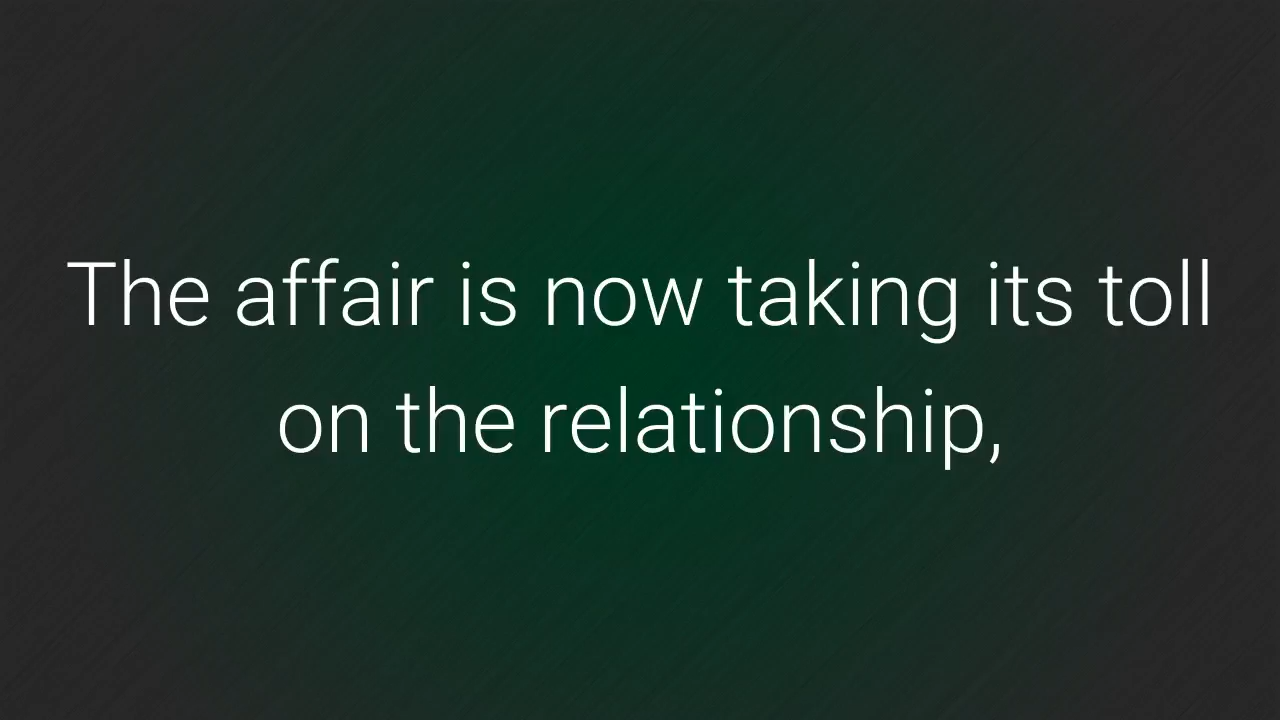 The affair is now taking its toll
on the relationship,